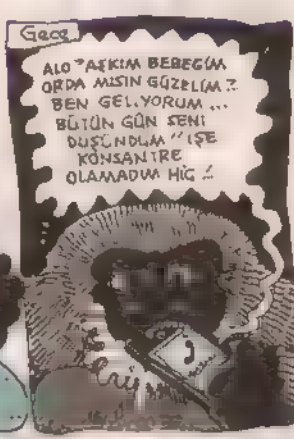 Gece
ALO "AŞKIM BEBEĞİM
ORDA MISIN GÜZELİM ?
BEN GELİYORUM ...
BÜTÜN GÜN SENİ
DÜŞÜNDÜM " İŞE
KONSANTRE
OLAMADIM HİÇ !